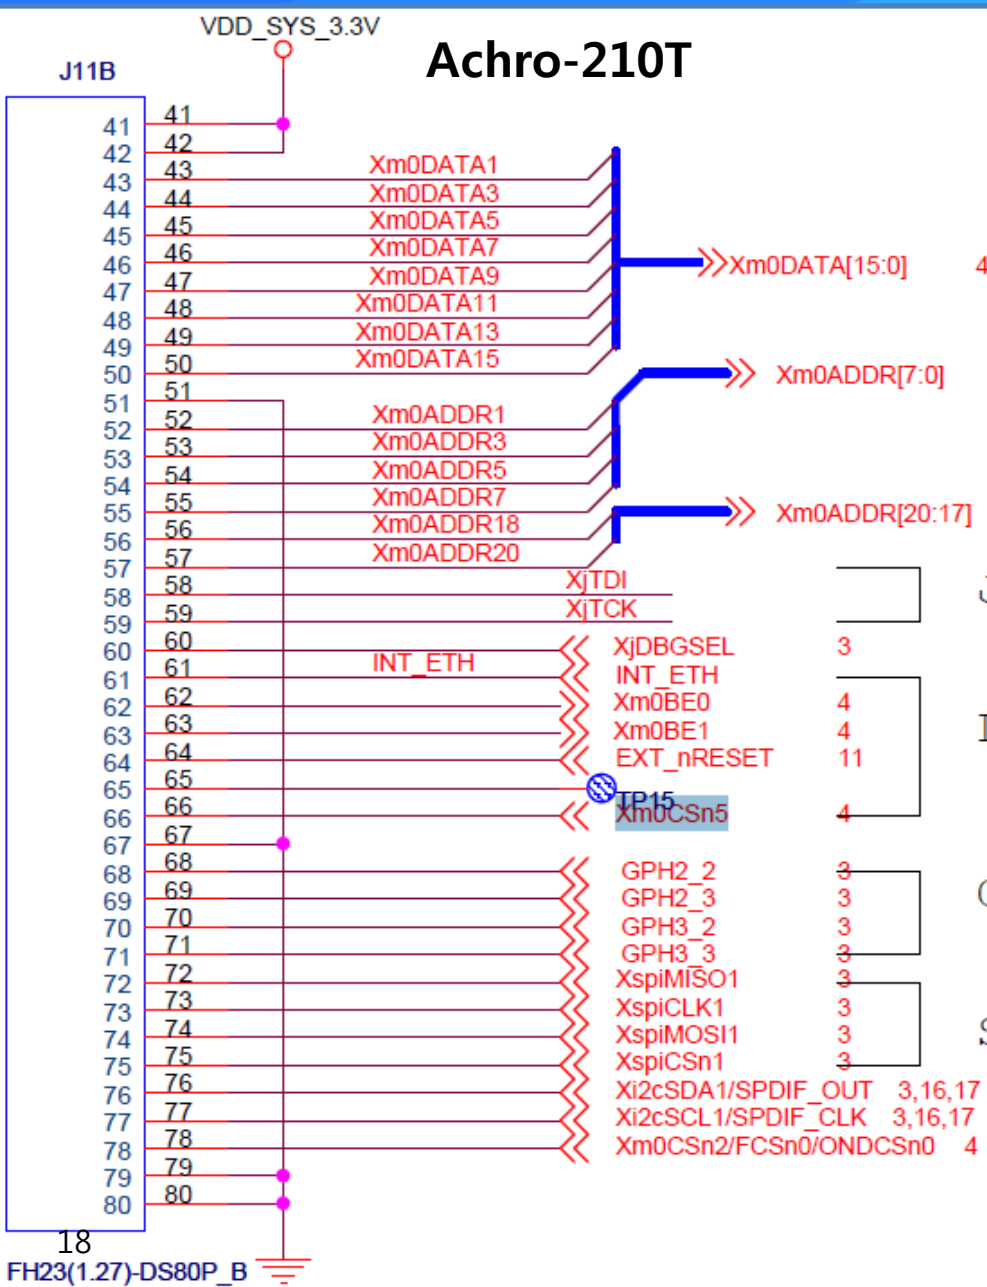 VDD_SYS_3.3V
Achro-210T
J11B
41 41
42 42
43 43 Xm0DATA1
44 44 Xm0DATA3
45 45 Xm0DATA5
46 46 Xm0DATA7 Xm0DATA[15:0] 4
47 47 Xm0DATA9
48 48 Xm0DATA11
49 49 Xm0DATA13
50 50 Xm0DATA15 Xm0ADDR[7:0]
51 51
52 52 Xm0ADDR1
53 53 Xm0ADDR3
54 54 Xm0ADDR5
55 55 Xm0ADDR7 Xm0ADDR[20:17]
56 56 Xm0ADDR18
57 57 Xm0ADDR20
58 58 XjTDI
59 59 XjTCK
60 60 XjDBGSEL 3
61 61 INT_ETH INT_ETH
62 62 Xm0BE0 4
63 63 Xm0BE1 4
64 64 EXT_nRESET 11
65 65 TP15
66 66 Xm0CSn5 4
67 67
68 68 GPH2_2 3
69 69 GPH2_3 3
70 70 GPH3_2 3
71 71 GPH3_3 3
72 72 XspiMISO1 3
73 73 XspiCLK1 3
74 74 XspiMOSI1 3
75 75 XspiCSn1 3
76 76 Xi2cSDA1/SPDIF_OUT 3,16,17
77 77 Xi2cSCL1/SPDIF_CLK 3,16,17
78 78 Xm0CSn2/FCSn0/ONDCSn0 4
79 79
80 80
18
FH23(1.27)-DS80P_B